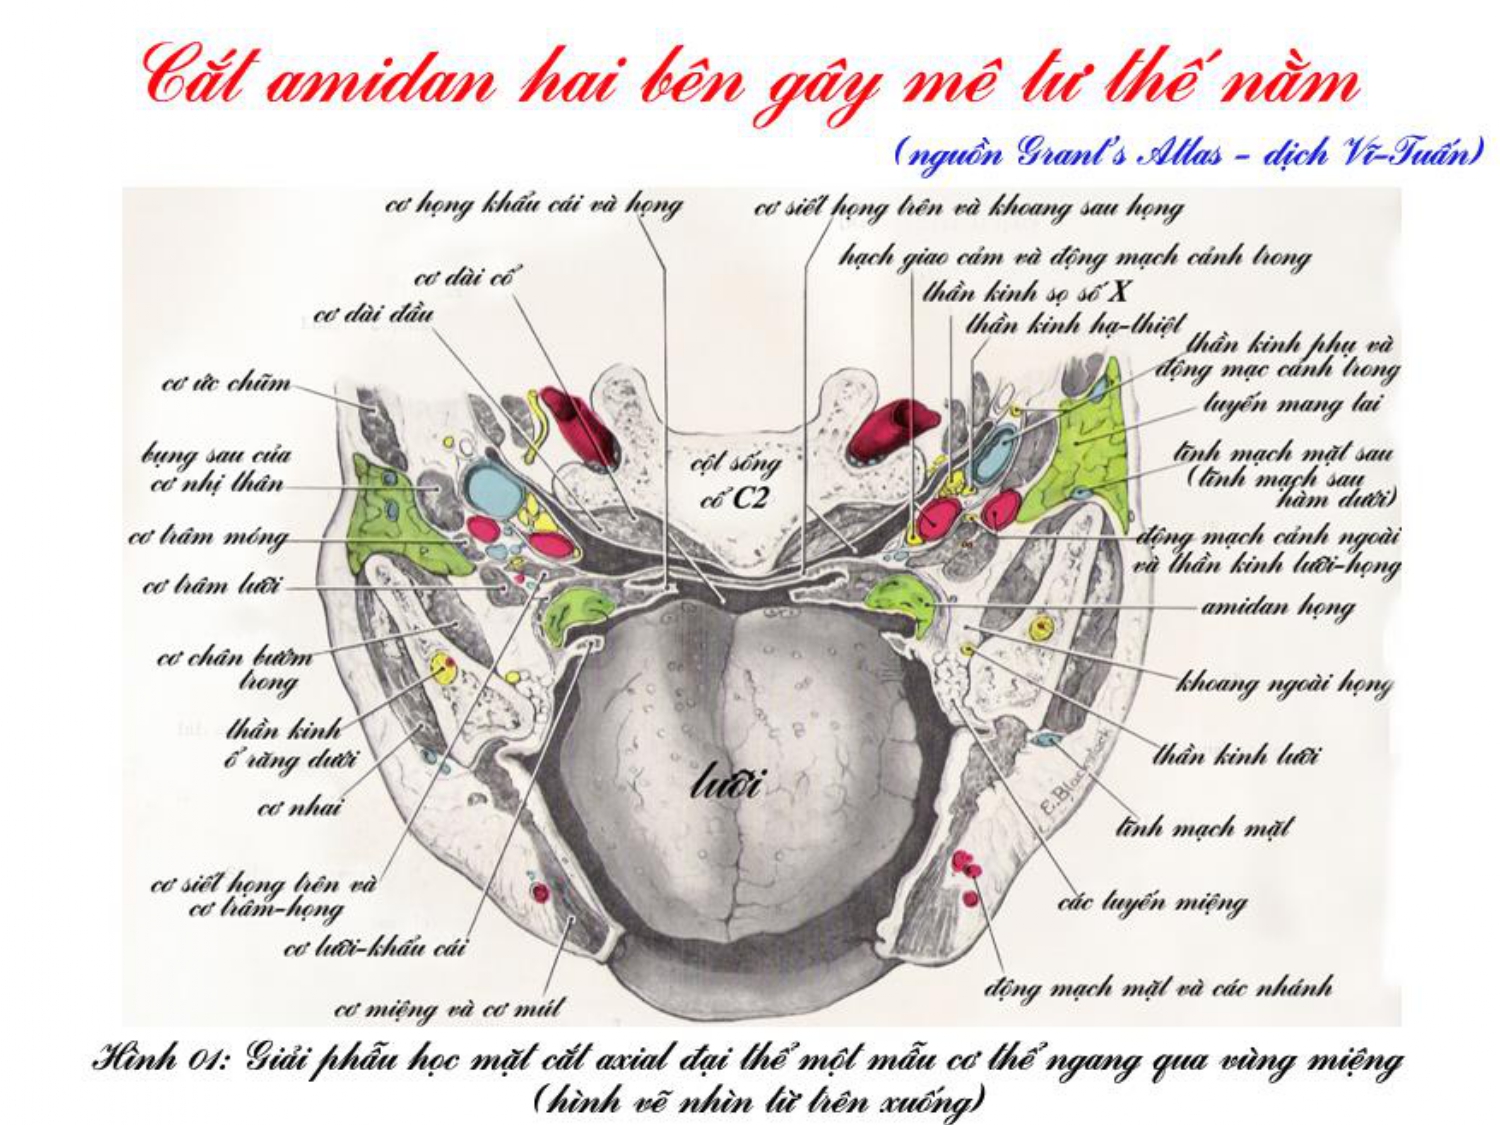 Cắt amidan hai bên gây mê tư thế nằm
(nguồn Grant's Atlas - dịch Vĩ-Tuấn)
cơ họng khẩu cái và họng
cơ siết họng trên và khoang sau họng
hạch giao cảm và động mạch cảnh trong
cơ dài cổ
thần kinh sọ số X
cơ dài đầu
thần kinh hạ-thiệt
thần kinh phụ và
động mạc cảnh trong
cơ ức chũm
tuyến mang tai
bụng sau của
cơ nhị thân
cột sống
cổ C2
tĩnh mạch mặt sau
(tĩnh mạch sau
hàm dưới)
cơ trâm móng
động mạch cảnh ngoài
và thần kinh lưỡi-họng
cơ trâm lưỡi
amidan họng
cơ chân bướm
trong
khoang ngoài họng
thần kinh
ổ răng dưới
thần kinh lưỡi
lưỡi
cơ nhai
E. Blackstock
tĩnh mạch mặt
cơ siết họng trên và
cơ trâm-họng
các tuyến miệng
cơ lưỡi-khẩu cái
động mạch mặt và các nhánh
cơ miệng và cơ mút
Hình 01: Giải phẫu học mặt cắt axial đại thể một mẫu cơ thể ngang qua vùng miệng
(hình vẽ nhìn từ trên xuống)